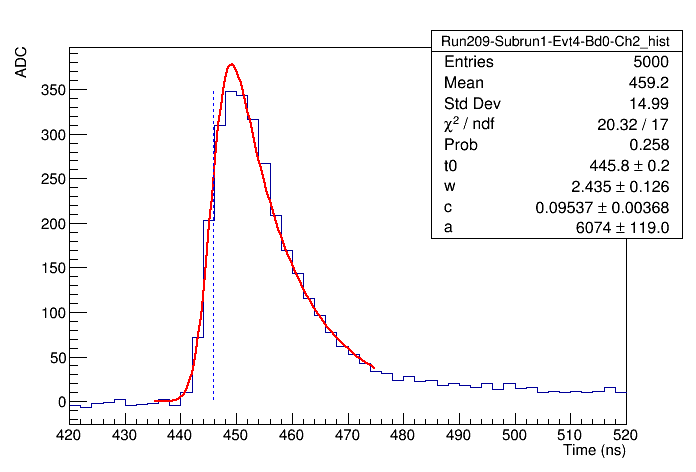 Run209-Subrun1-Evt4-Bd0-Ch2_hist
Entries 5000
Mean 459.2
Std Dev 14.99
χ² / ndf 20.32 / 17
Prob 0.258
t0 445.8 ± 0.2
w 2.435 ± 0.126
c 0.09537 ± 0.00368
a 6074 ± 119.0
ADC
350
300
250
200
150
100
50
0
420 430 440 450 460 470 480 490 500 510 520
Time (ns)